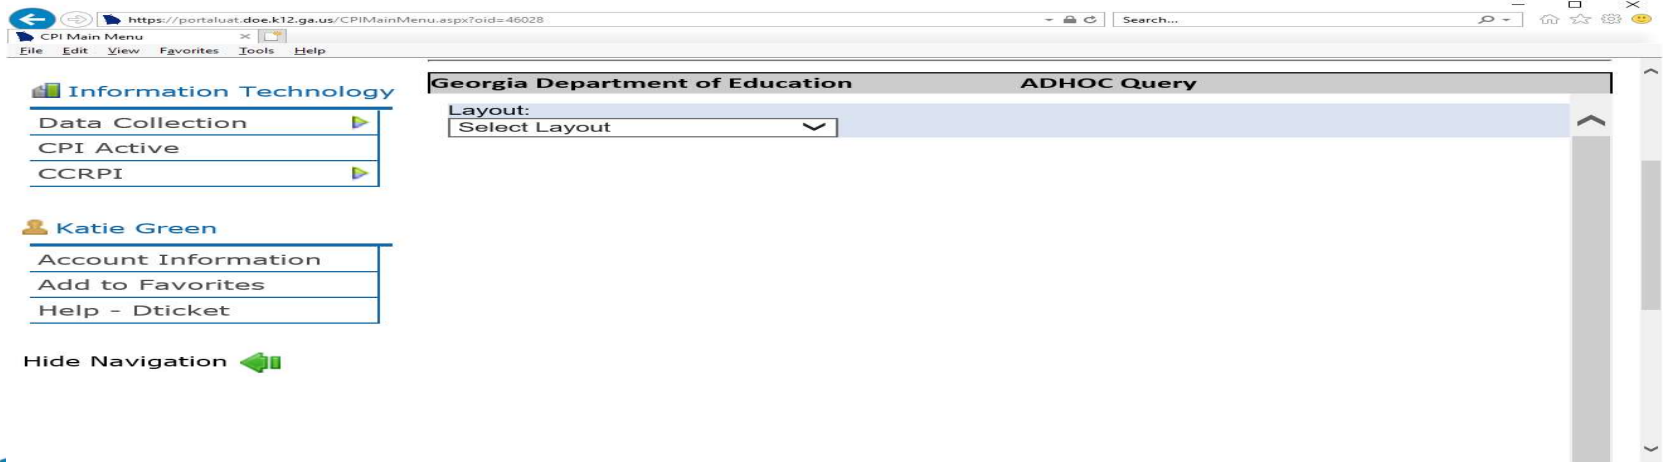 https://portaluat.doe.k12.ga.us/CPIMainMenu.aspx?oid=46028
Search...
CPI Main Menu
File Edit View Favorites Tools Help
Information Technology
Data Collection
CPI Active
CCRPI
Katie Green
Account Information
Add to Favorites
Help - Dticket
Hide Navigation
Georgia Department of Education ADHOC Query
Layout:
Select Layout